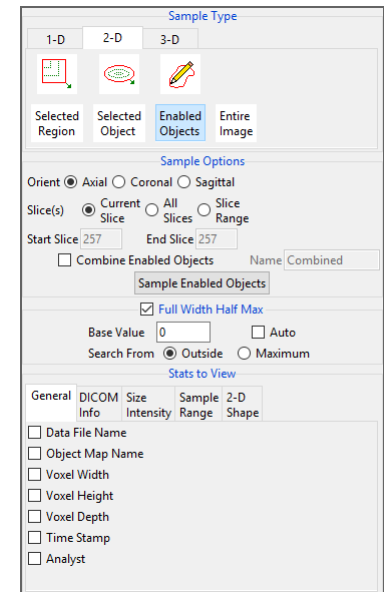 Sample Type
1-D 2-D 3-D
Selected Selected Enabled Entire
Region Object Objects Image
Sample Options
Orient Axial Coronal Sagittal
Slice(s) Current Slice All Slices Slice Range
Start Slice 257 End Slice 257
Combine Enabled Objects Name Combined
Sample Enabled Objects
Full Width Half Max
Base Value 0 Auto
Search From Outside Maximum
Stats to View
General DICOM Info Size Intensity Sample Range 2-D Shape
Data File Name
Object Map Name
Voxel Width
Voxel Height
Voxel Depth
Time Stamp
Analyst